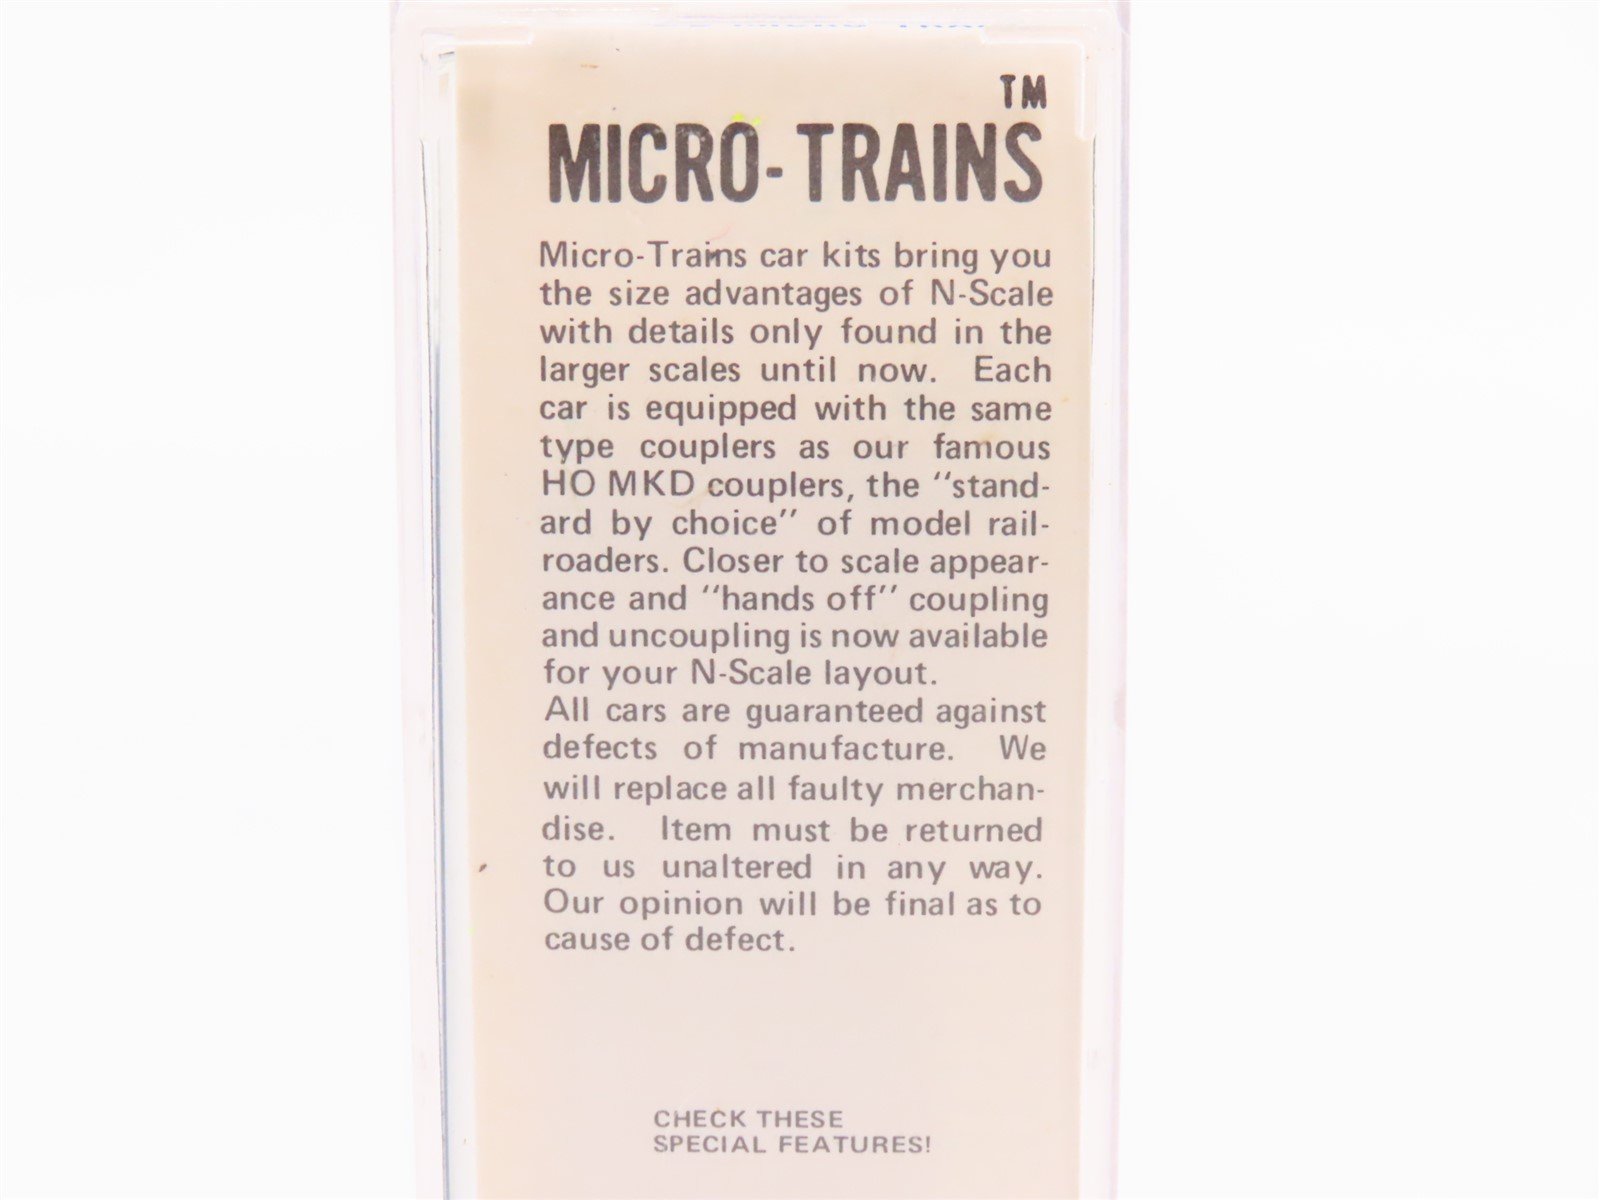 TM
MICRO-TRAINS
Micro-Trains car kits bring you
the size advantages of N-Scale
with details only found in the
larger scales until now. Each
car is equipped with the same
type couplers as our famous
HO MKD couplers, the "stand-
ard by choice" of model rail-
roaders. Closer to scale appear-
ance and "hands off" coupling
and uncoupling is now available
for your N-Scale layout.
All cars are guaranteed against
defects of manufacture. We
will replace all faulty merchan-
dise. Item must be returned
to us unaltered in any way.
Our opinion will be final as to
cause of defect.
CHECK THESE
SPECIAL FEATURES!